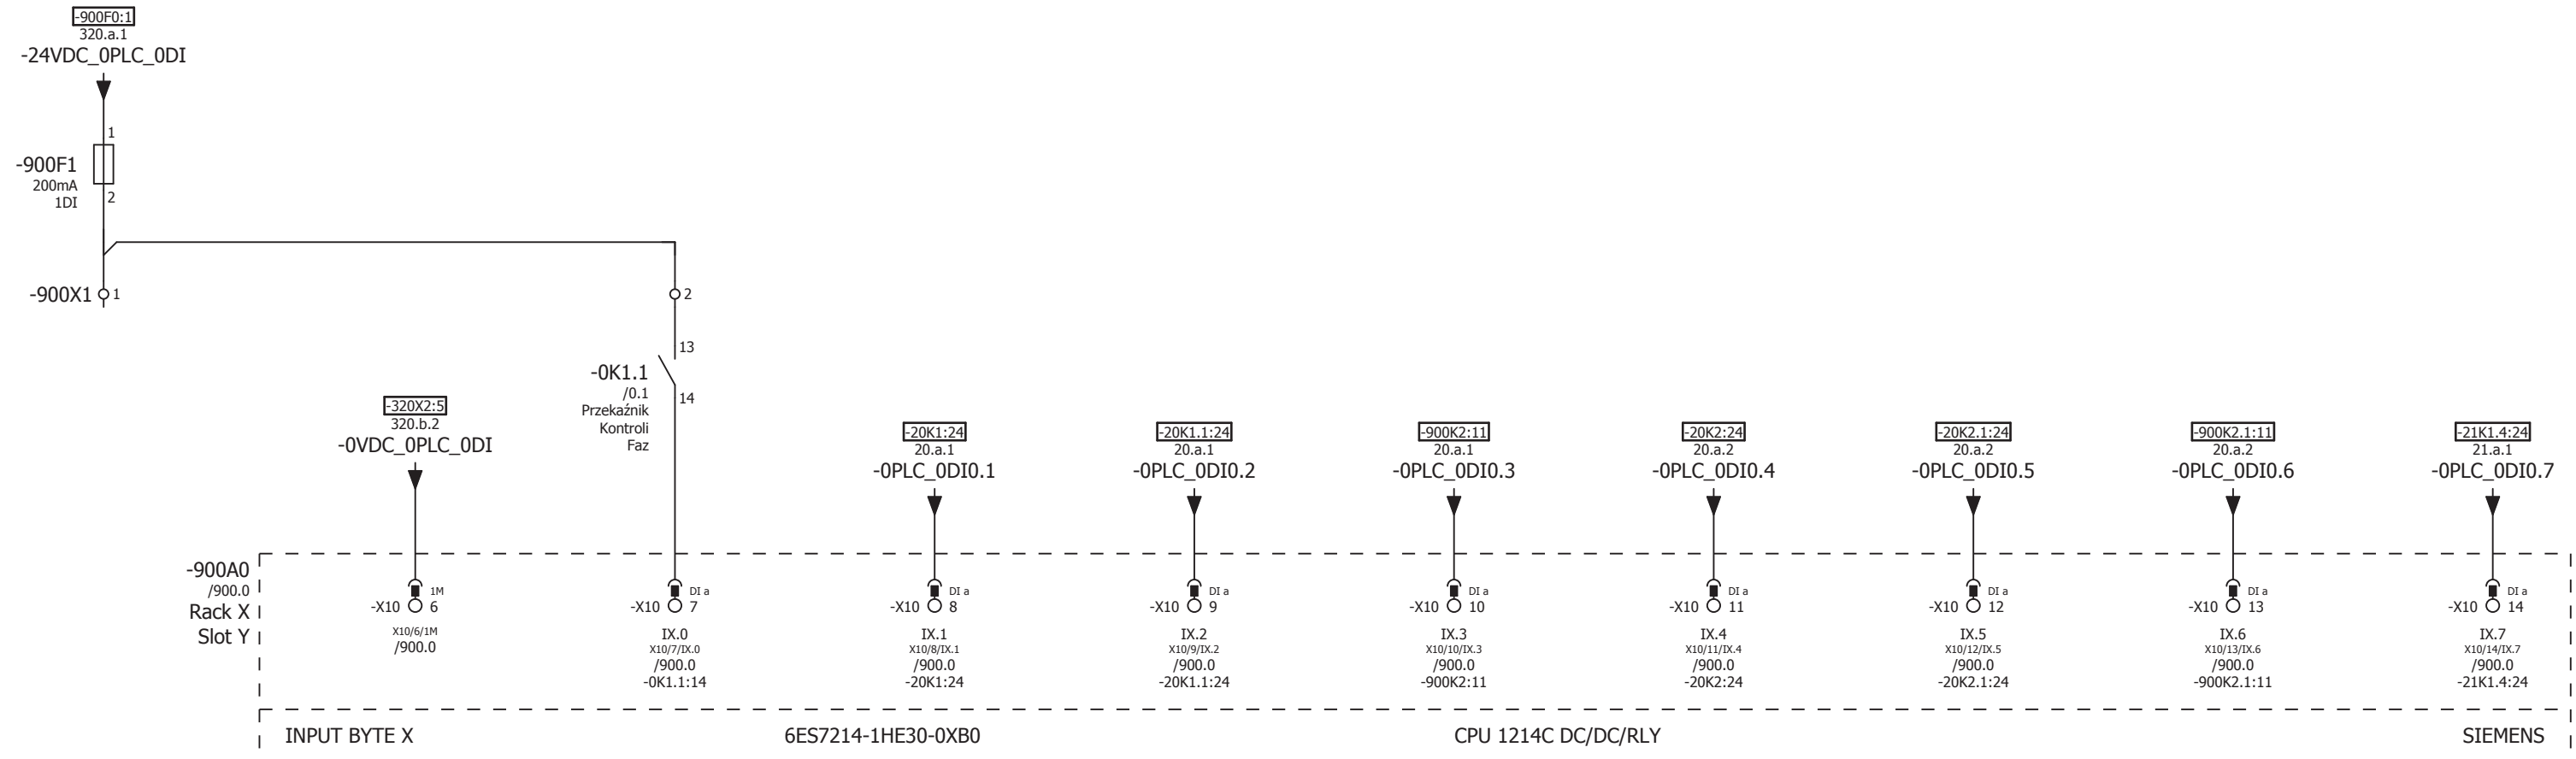 -900F0:1
320.a.1
-24VDC_0PLC_0DI
1
-900F1
200mA
1DI
2
-900X1
1
2
13
-0K1.1
/0.1
Przekaźnik
Kontroli
Faz
14
-320X2:5
320.b.2
-0VDC_0PLC_0DI
-20K1:24
20.a.1
-0PLC_0DI0.1
-20K1.1:24
20.a.1
-0PLC_0DI0.2
-900K2:11
20.a.1
-0PLC_0DI0.3
-20K2:24
20.a.2
-0PLC_0DI0.4
-20K2.1:24
20.a.2
-0PLC_0DI0.5
-900K2.1:11
20.a.2
-0PLC_0DI0.6
-21K1.4:24
21.a.1
-0PLC_0DI0.7
-900A0
/900.0
Rack X
Slot Y
1M
-X10 6
X10/6/1M
/900.0
DI a
-X10 7
IX.0
X10/7/IX.0
/900.0
-0K1.1:14
DI a
-X10 8
IX.1
X10/8/IX.1
/900.0
-20K1:24
DI a
-X10 9
IX.2
X10/9/IX.2
/900.0
-20K1.1:24
DI a
-X10 10
IX.3
X10/10/IX.3
/900.0
-900K2:11
DI a
-X10 11
IX.4
X10/11/IX.4
/900.0
-20K2:24
DI a
-X10 12
IX.5
X10/12/IX.5
/900.0
-20K2.1:24
DI a
-X10 13
IX.6
X10/13/IX.6
/900.0
-900K2.1:11
DI a
-X10 14
IX.7
X10/14/IX.7
/900.0
-21K1.4:24
INPUT BYTE X
6ES7214-1HE30-0XB0
CPU 1214C DC/DC/RLY
SIEMENS